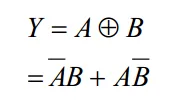 Y = A ⊕ B
= A̅B + AB̅